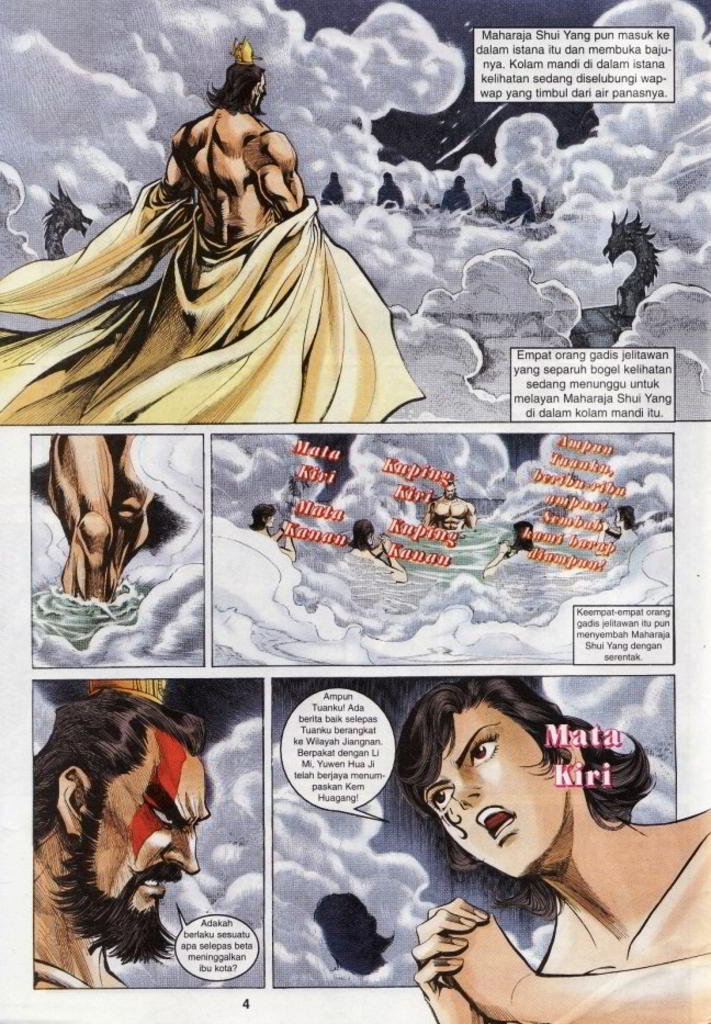 Maharaja Shui Yang pun masuk ke
dalam istana itu dan membuka baju-
nya. Kolam mandi di dalam istana
kelihatan sedang diselubungi wap-
wap yang timbul dari air panasnya.
Empat orang gadis jelitawan
yang separuh bogel kelihatan
sedang menunggu untuk
melayan Maharaja Shui Yang
di dalam kolam mandi itu.
Mata
Kiri
Mata
Kanan
Kuping
Kiri
Kuping
Kanan
Ampun
Tuanku,
beribu-ribu
ampun!
Sembah
kami harap
diampun!
Keempat-empat orang
gadis jelitawan itu pun
menyembah Maharaja
Shui Yang dengan
serentak.
Adakah
berlaku sesuatu
apa selepas beta
meninggalkan
ibu kota?
Ampun
Tuanku! Ada
berita baik selepas
Tuanku berangkat
ke Wilayah Jiangnan.
Berpakat dengan Li
Mi, Yuwen Hua Ji
telah berjaya menum-
paskan Kem
Huagang!
Mata
Kiri
4